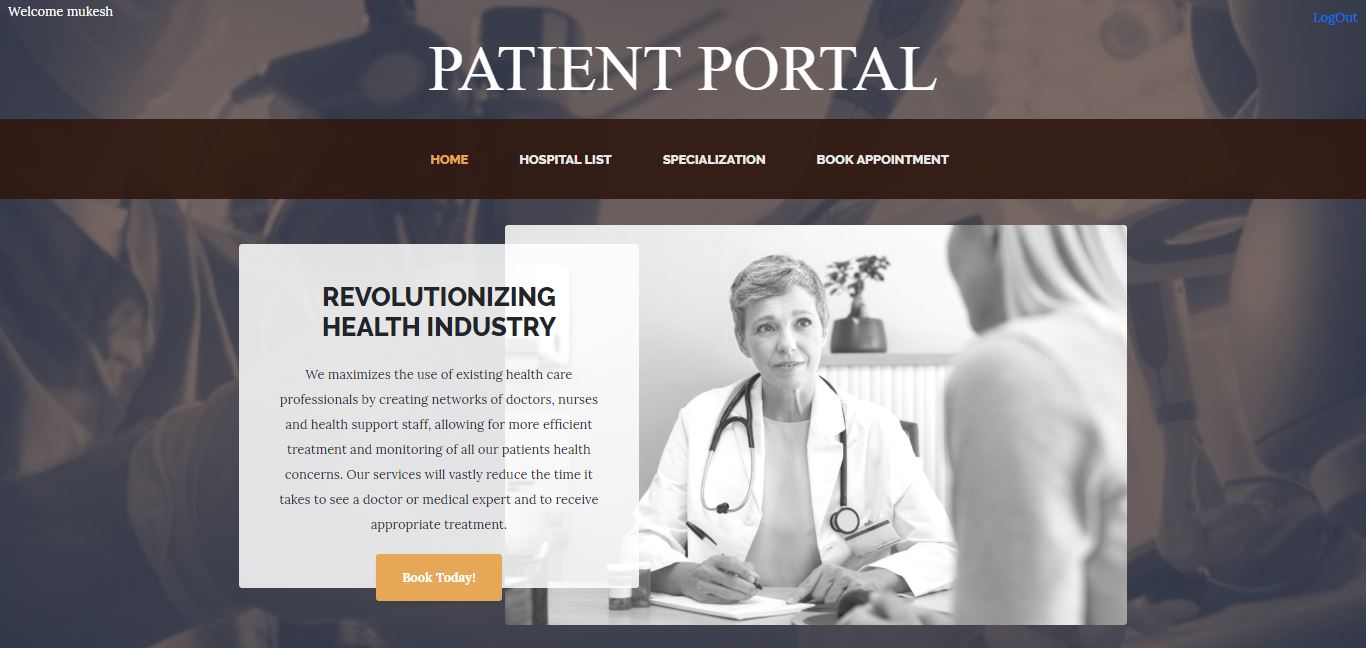 Welcome mukesh
LogOut
PATIENT PORTAL
HOME HOSPITAL LIST SPECIALIZATION BOOK APPOINTMENT
REVOLUTIONIZING
HEALTH INDUSTRY
We maximizes the use of existing health care
professionals by creating networks of doctors, nurses
and health support staff, allowing for more efficient
treatment and monitoring of all our patients health
concerns. Our services will vastly reduce the time it
takes to see a doctor or medical expert and to receive
appropriate treatment.
Book Today!